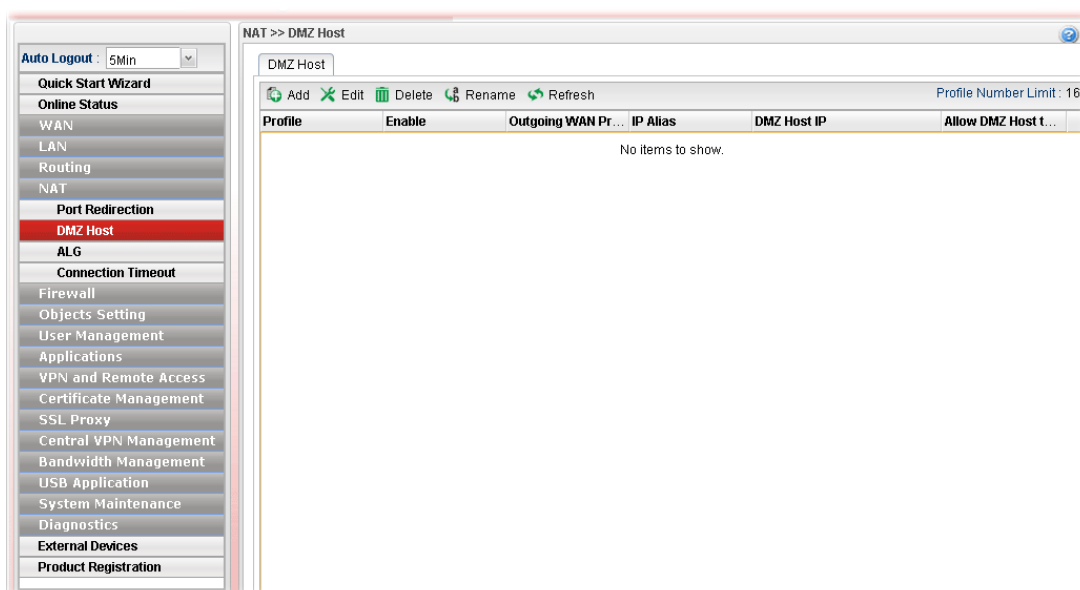 NAT >> DMZ Host
Auto Logout : 5Min
Quick Start Wizard
Online Status
WAN
LAN
Routing
NAT
Port Redirection
DMZ Host
ALG
Connection Timeout
Firewall
Objects Setting
User Management
Applications
VPN and Remote Access
Certificate Management
SSL Proxy
Central VPN Management
Bandwidth Management
USB Application
System Maintenance
Diagnostics
External Devices
Product Registration
DMZ Host
Add Edit Delete Rename Refresh Profile Number Limit : 16
Profile Enable Outgoing WAN Pr... IP Alias DMZ Host IP Allow DMZ Host t...
No items to show.